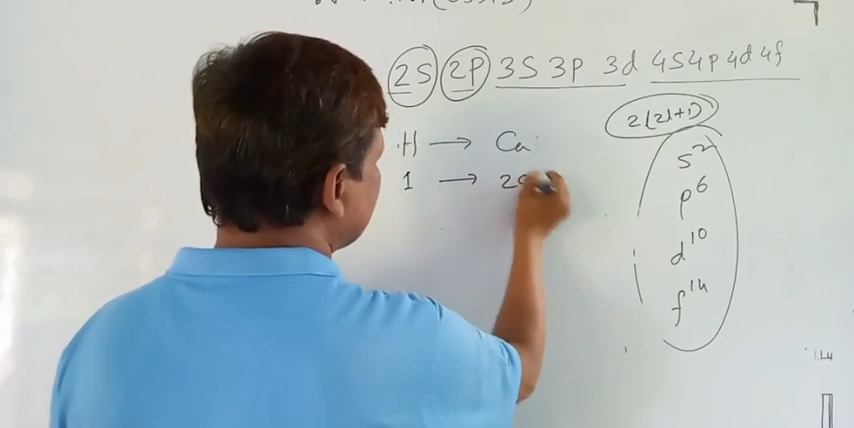 2s 2p 3s 3p 3d 4s 4p 4d 4f
2(2l+1)
H → Ca
s²
1 → 20
p⁶
d¹⁰
f¹⁴